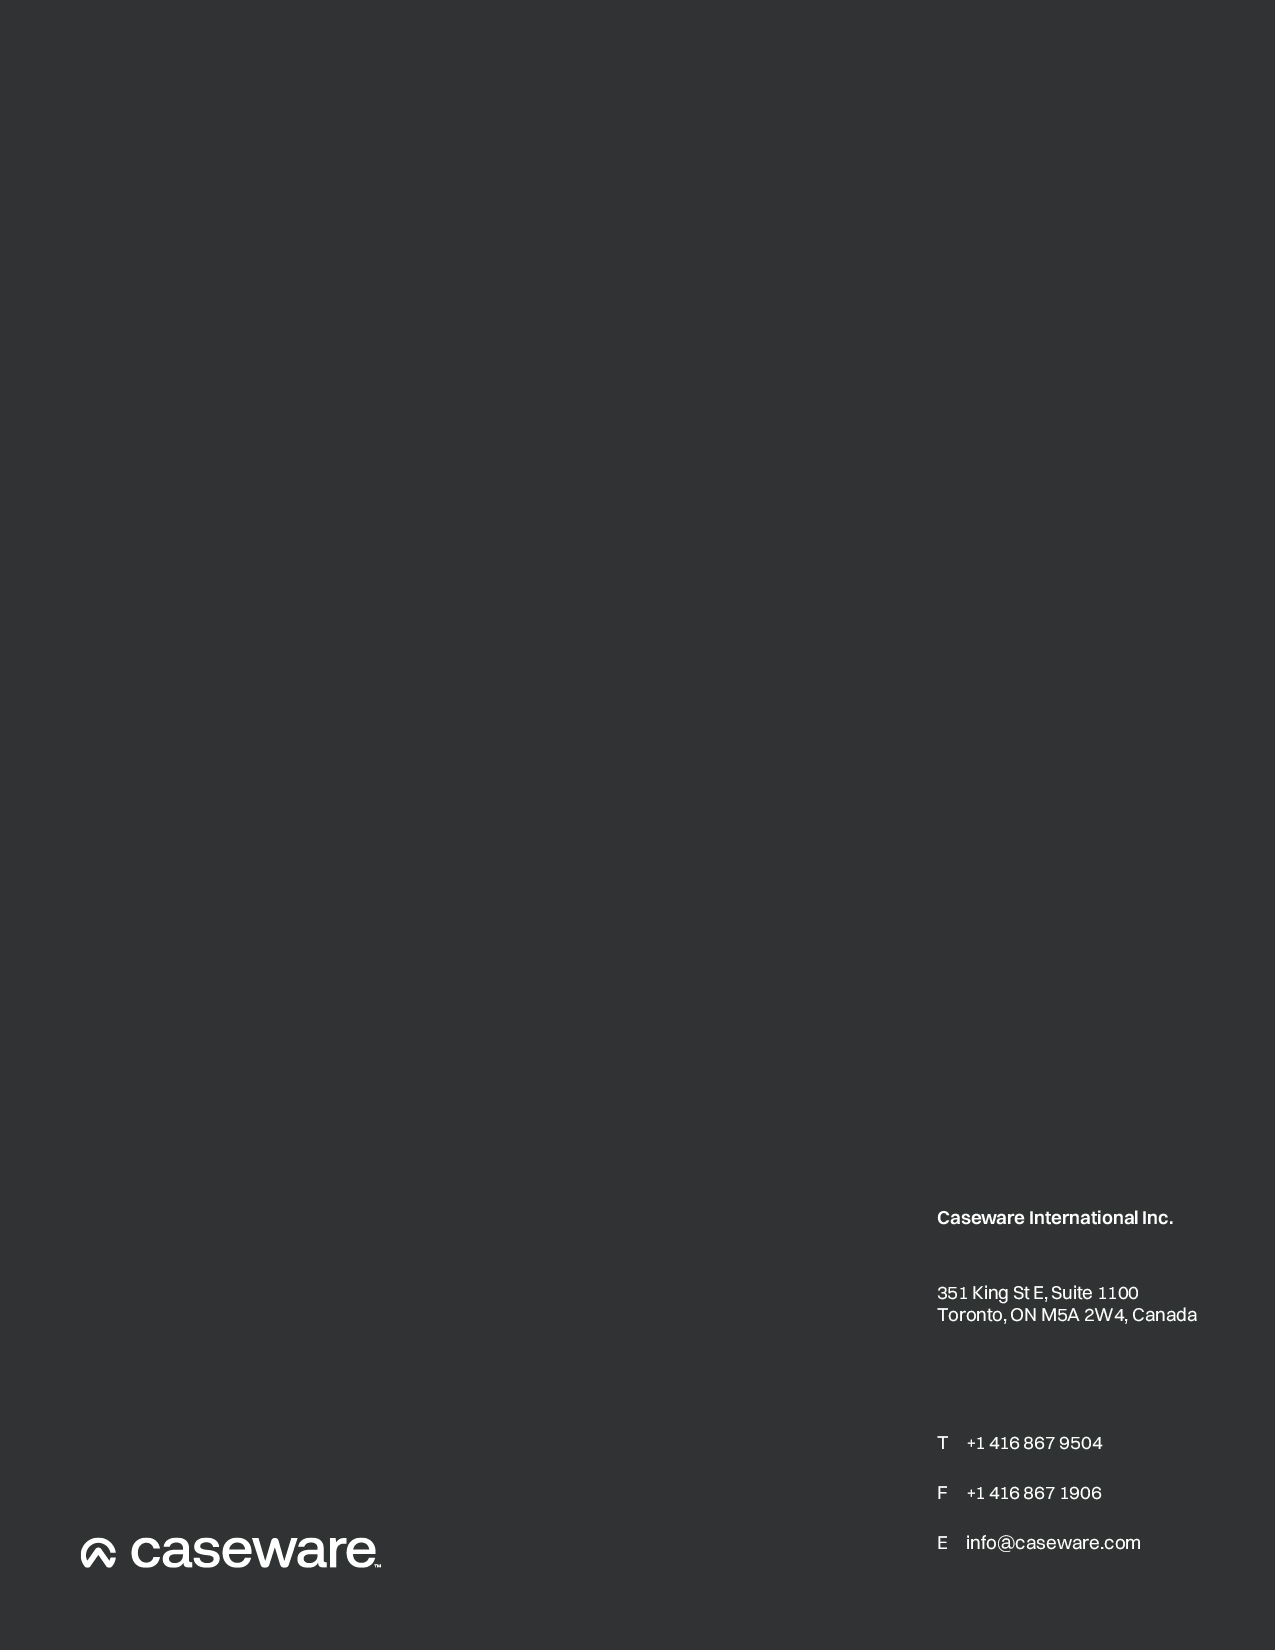 Caseware International Inc.
351 King St E, Suite 1100
Toronto, ON M5A 2W4, Canada
T +1 416 867 9504
F +1 416 867 1906
E info@caseware.com
caseware™